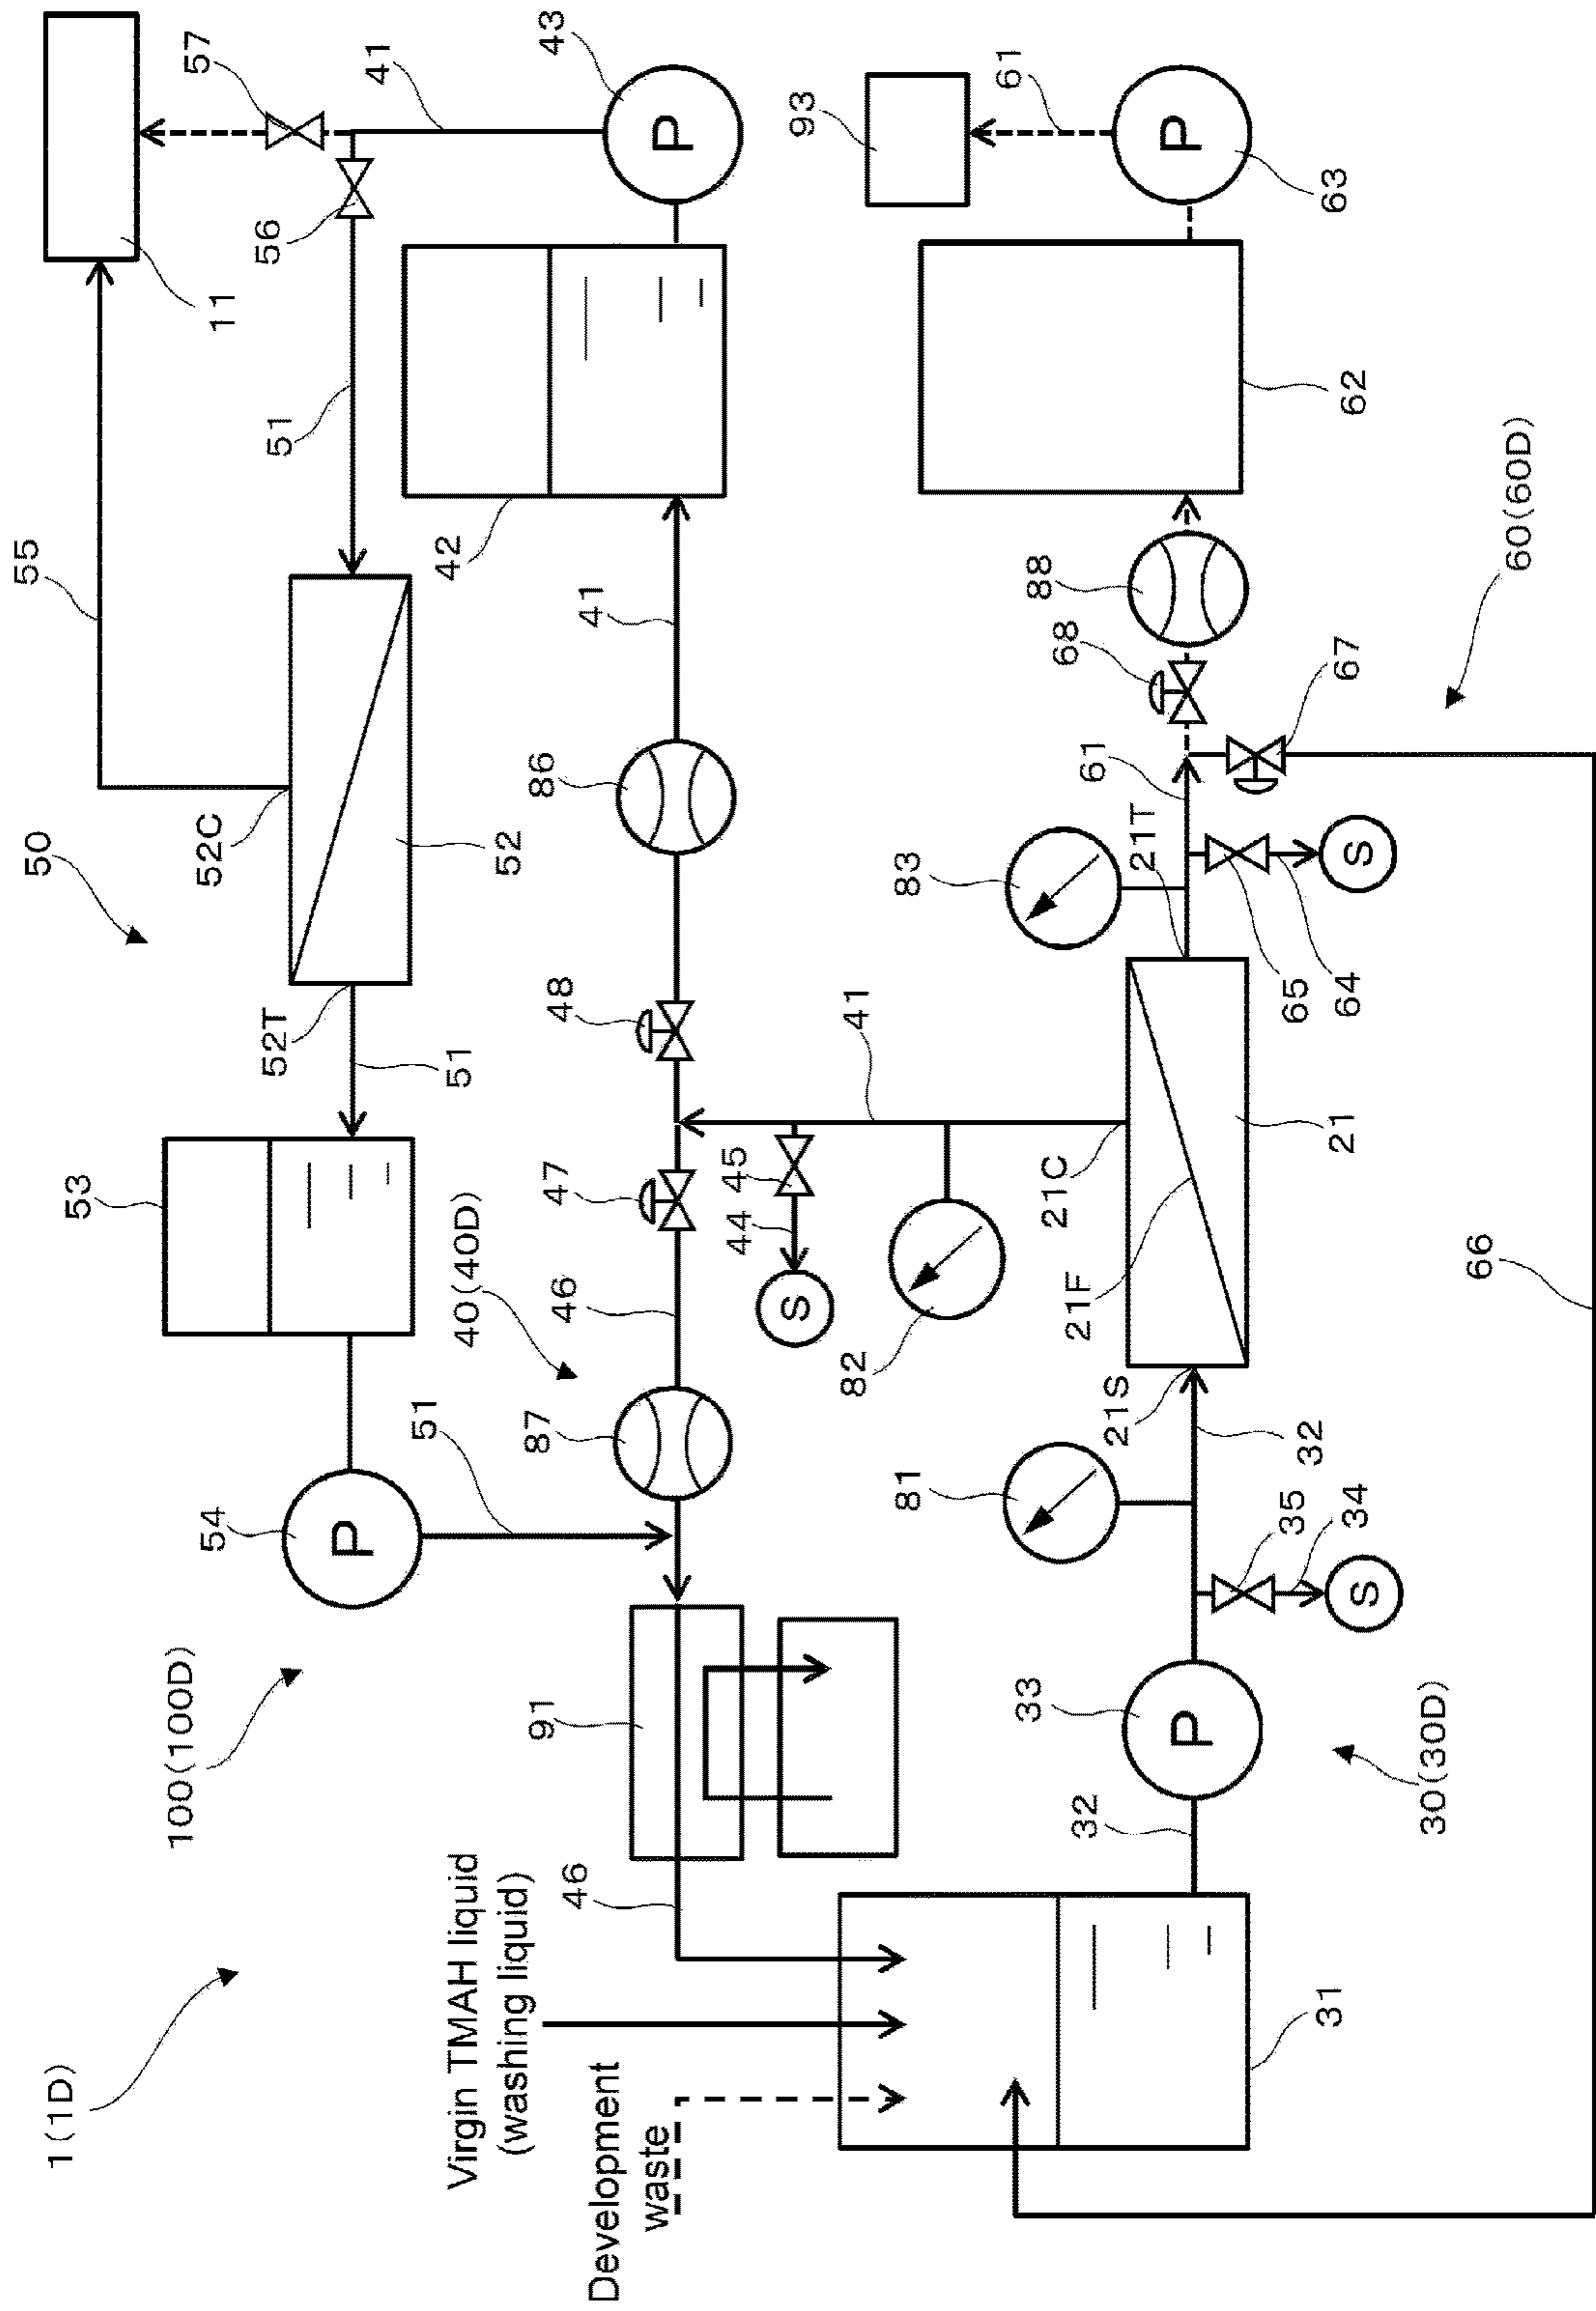 55
50
1(1D)
53
100(100D)
57
54
52C
11
52T
51
56
P
41
51
51
42
Virgin TMAH liquid
(washing liquid)
40(40D)
52
91
87
86
43
46
46
47
48
41
Development
waste
P
44
45
S
93
82
41
81
83
61
33
88
21C
68
32
21F
61
21S
21T
P
P
35
32
65
31
21
63
34
64
67
62
S
S
30(30D)
66
60(60D)